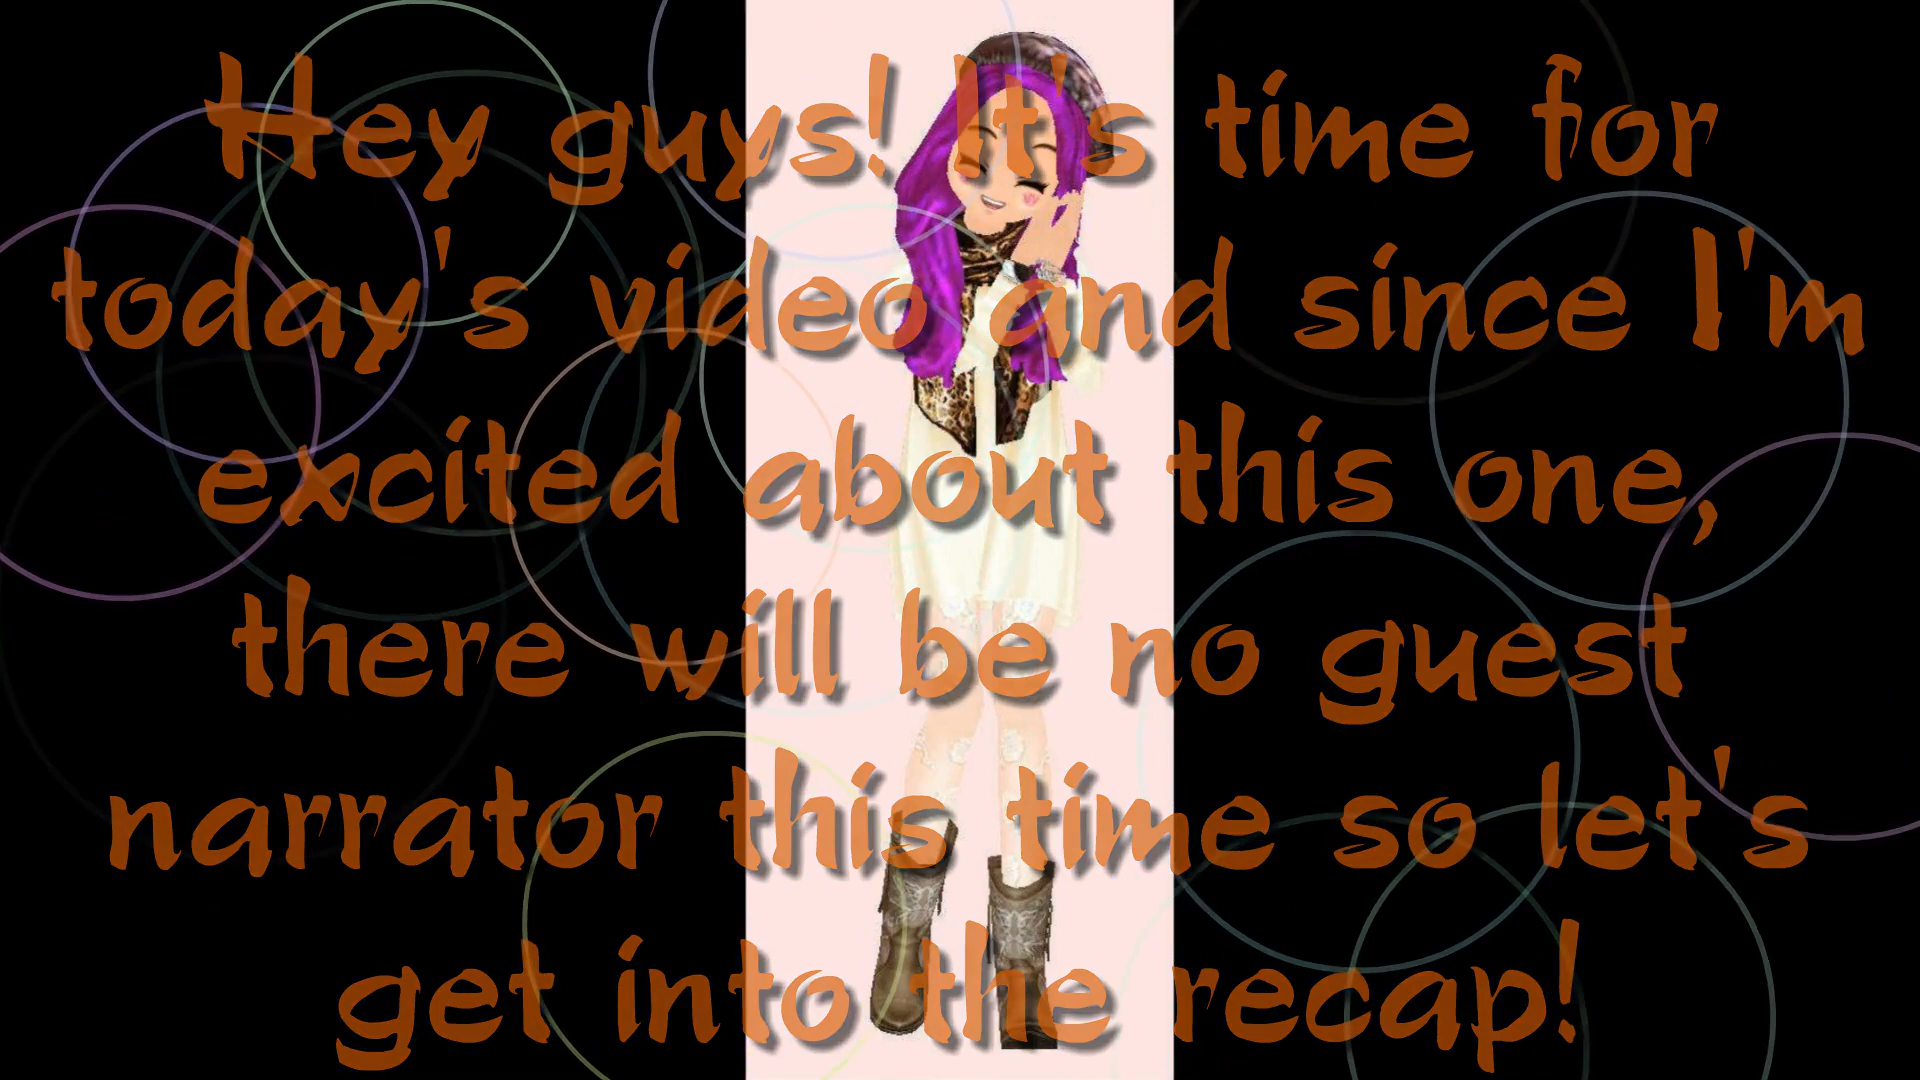 Hey guys! It's time for
today's video and since I'm
excited about this one,
there will be no guest
narrator this time so let's
get into the recap!